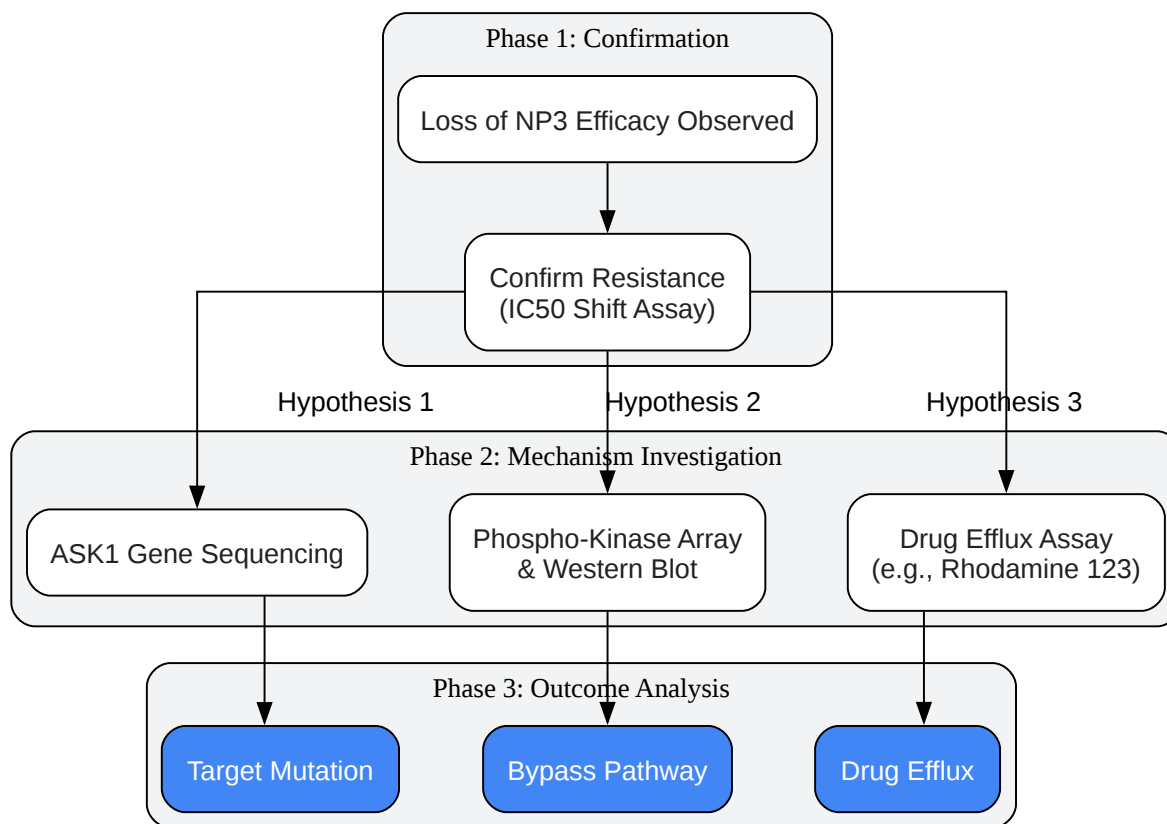 Phase 1: Confirmation
Loss of NP3 Efficacy Observed
Confirm Resistance
(IC50 Shift Assay)
Hypothesis 1
Hypothesis 2
Hypothesis 3
Phase 2: Mechanism Investigation
ASK1 Gene Sequencing
Phospho-Kinase Array
& Western Blot
Drug Efflux Assay
(e.g., Rhodamine 123)
Phase 3: Outcome Analysis
Target Mutation
Bypass Pathway
Drug Efflux